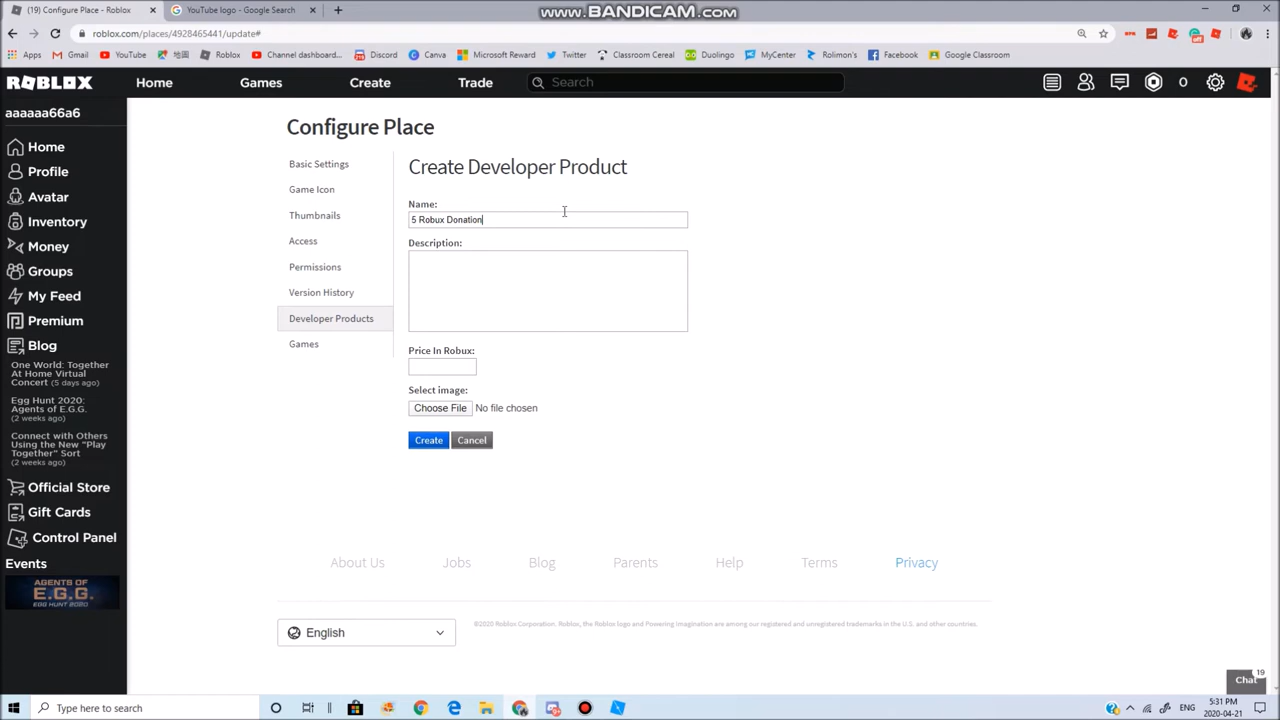 www.BANDICAM.com
(19) Configure Place - Roblox
YouTube logo - Google Search
roblox.com/places/4928465441/update#
Apps Gmail YouTube 地圖 Roblox Channel dashboard... Discord Canva Microsoft Reward Twitter Classroom Cereal Duolingo MyCenter Rolimon's Facebook Google Classroom
ROBLOX Home Games Create Trade Search 0
aaaaaa66a6
Home
Profile
Avatar
Inventory
Money
Groups
My Feed
Premium
Blog
One World: Together
At Home Virtual
Concert (5 days ago)
Egg Hunt 2020:
Agents of E.G.G.
(2 weeks ago)
Connect with Others
Using the New "Play
Together" Sort
(2 weeks ago)
Official Store
Gift Cards
Control Panel
Events
AGENTS OF
E.G.G.
EGG HUNT 2020
Configure Place
Basic Settings
Game Icon
Thumbnails
Access
Permissions
Version History
Developer Products
Games
Create Developer Product
Name:
5 Robux Donation
Description:
Price In Robux:
Select image:
Choose File No file chosen
Create Cancel
About Us Jobs Blog Parents Help Terms Privacy
English
©2020 Roblox Corporation. Roblox, the Roblox logo and Powering Imagination are among our registered and unregistered trademarks in the U.S. and other countries.
Chat 19
Type here to search
ENG
5:31 PM
2020-04-21